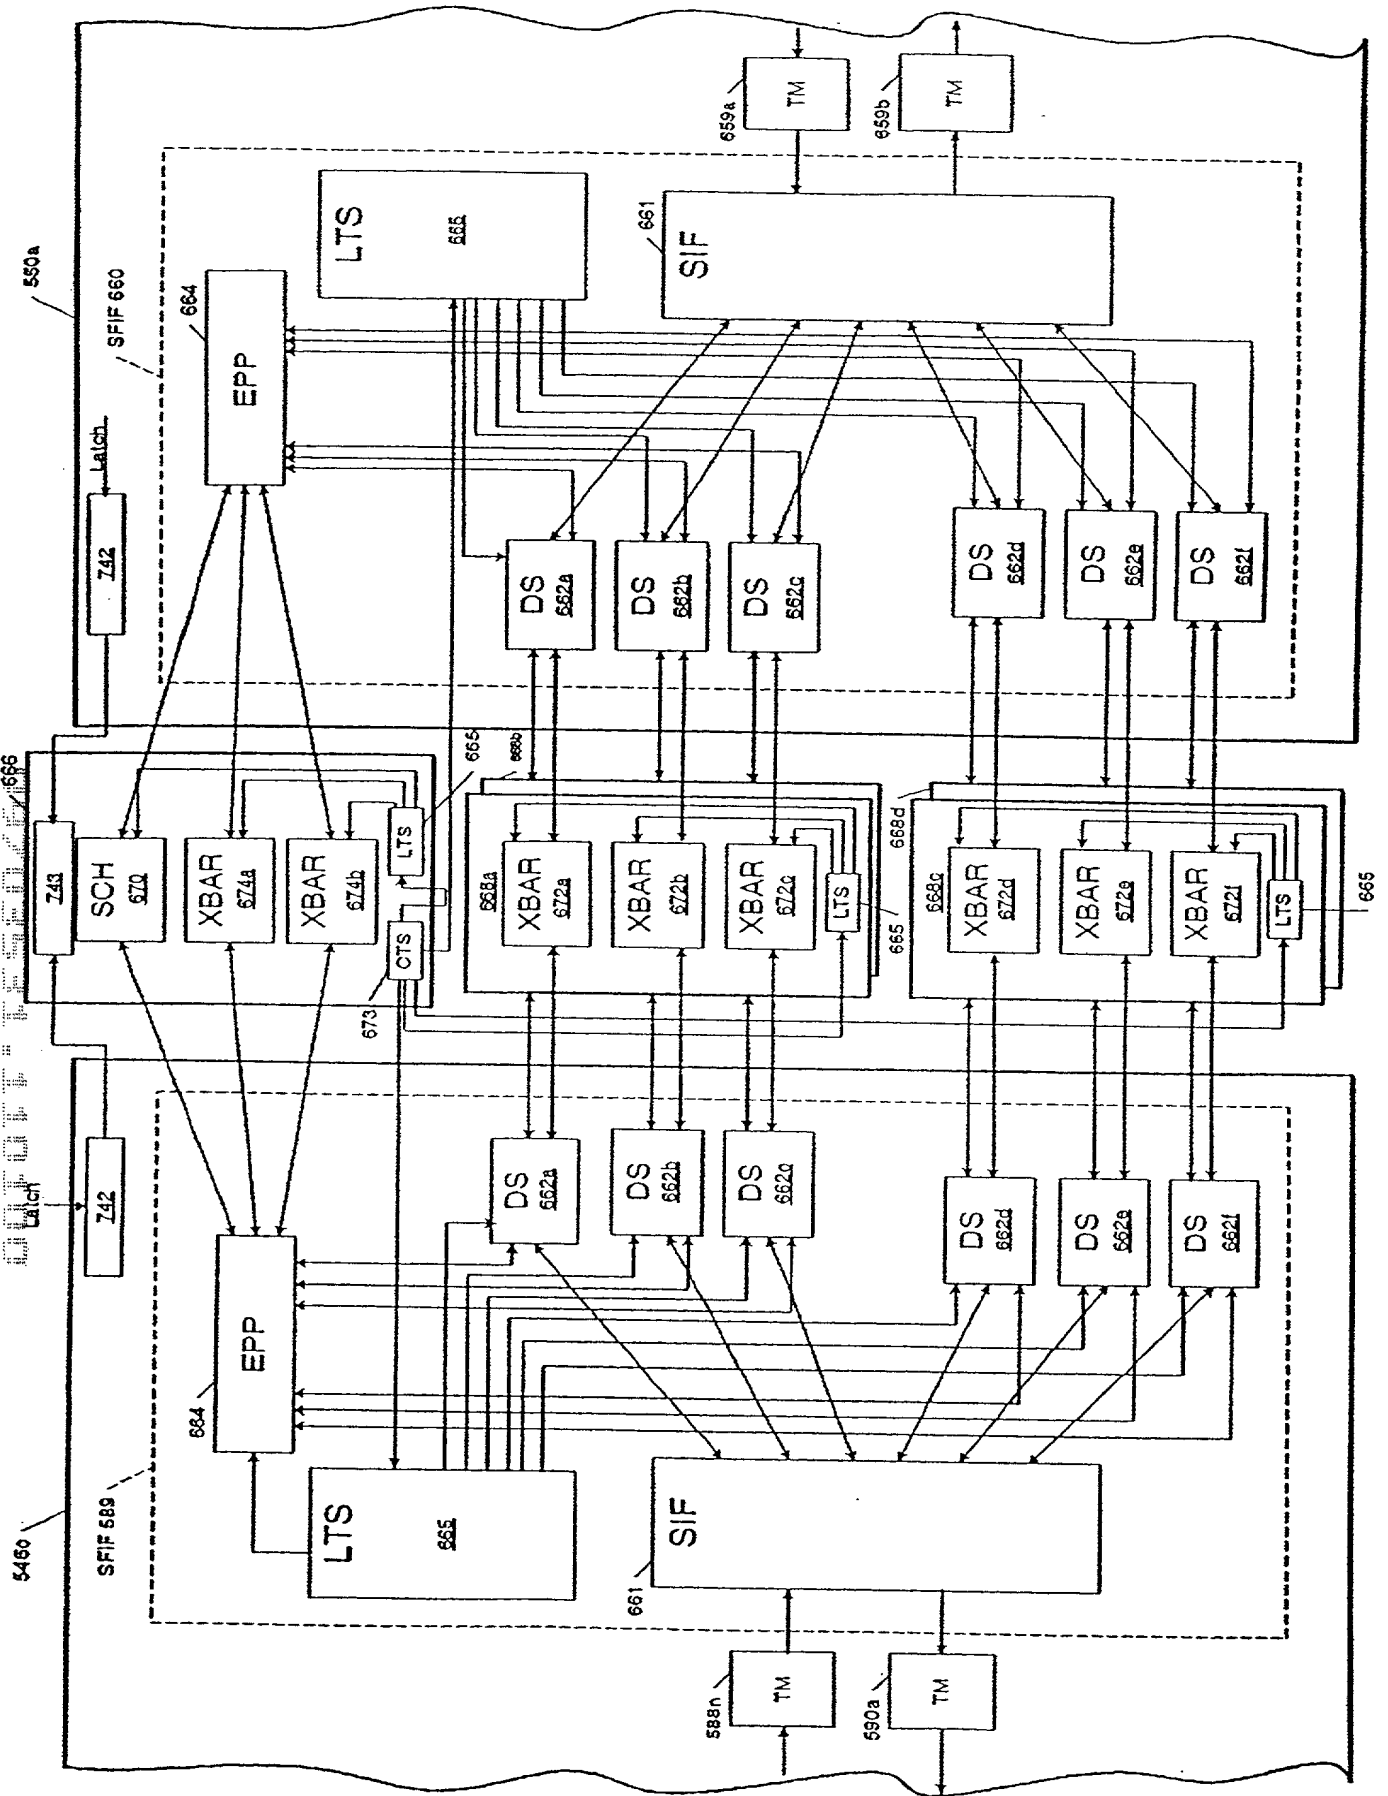 5460
SFIF 589
Latch
742
664
EPP
LTS
665
661
SIF
588n
TM
590a
TM
DS
662a
DS
662b
DS
662c
DS
662d
DS
662e
DS
662f
666
743
SCH
670
XBAR
674a
XBAR
674b
673
CTS
LTS
665
668a
668b
XBAR
672a
XBAR
672b
XBAR
672c
LTS
665
668c
668d
XBAR
672d
XBAR
672e
XBAR
672f
LTS
665
550a
SFIF 660
Latch
742
664
EPP
LTS
665
661
SIF
659a
TM
659b
TM
DS
662a
DS
662b
DS
662c
DS
662d
DS
662e
DS
662f